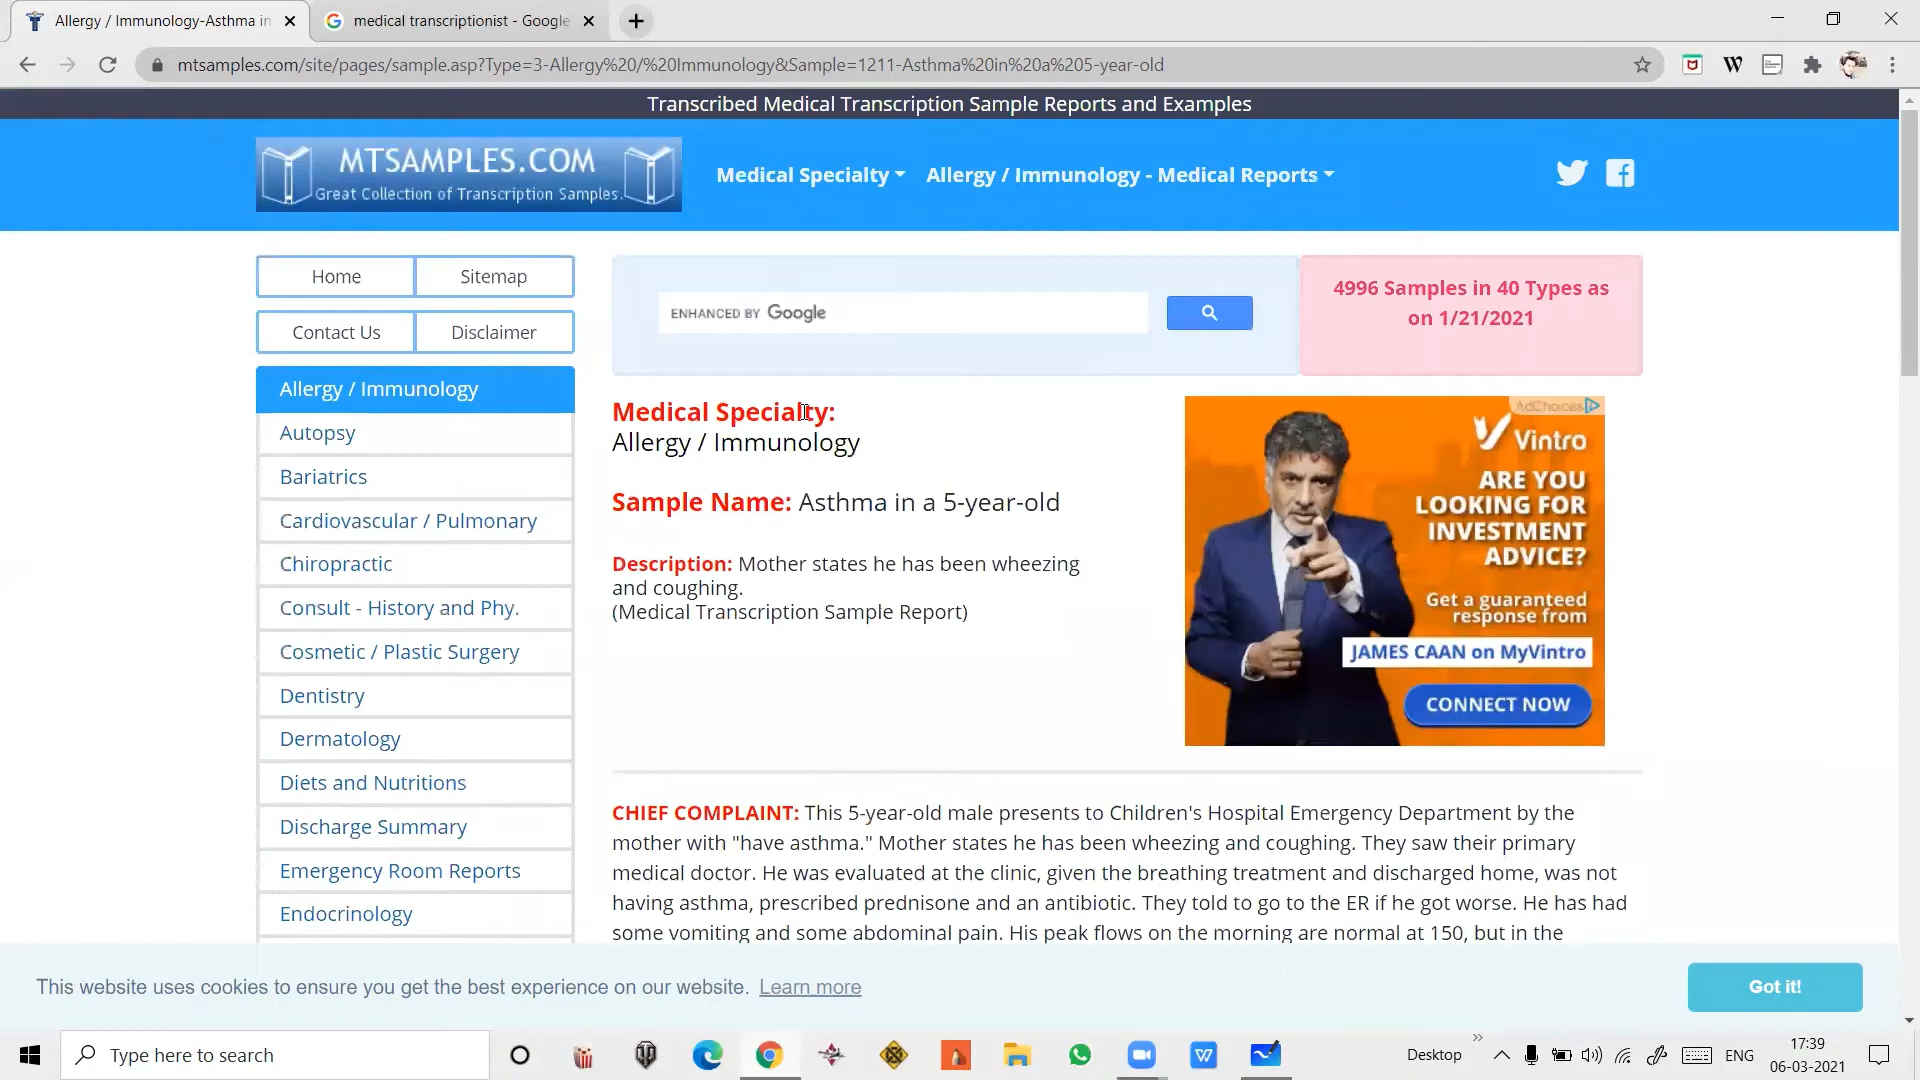 Allergy / Immunology-Asthma in
medical transcriptionist - Google
mtsamples.com/site/pages/sample.asp?Type=3-Allergy%20/%20Immunology&Sample=1211-Asthma%20in%20a%205-year-old
Transcribed Medical Transcription Sample Reports and Examples
MTSAMPLES.COM
Great Collection of Transcription Samples.
Medical Specialty
Allergy / Immunology - Medical Reports
Home
Sitemap
Contact Us
Disclaimer
ENHANCED BY Google
4996 Samples in 40 Types as
on 1/21/2021
Allergy / Immunology
Autopsy
Bariatrics
Cardiovascular / Pulmonary
Chiropractic
Consult - History and Phy.
Cosmetic / Plastic Surgery
Dentistry
Dermatology
Diets and Nutritions
Discharge Summary
Emergency Room Reports
Endocrinology
Medical Specialty:
Allergy / Immunology
Sample Name: Asthma in a 5-year-old
Description: Mother states he has been wheezing
and coughing.
(Medical Transcription Sample Report)
AdChoices
Vintro
ARE YOU
LOOKING FOR
INVESTMENT
ADVICE?
Get a guaranteed
response from
JAMES CAAN on MyVintro
CONNECT NOW
CHIEF COMPLAINT: This 5-year-old male presents to Children's Hospital Emergency Department by the
mother with "have asthma." Mother states he has been wheezing and coughing. They saw their primary
medical doctor. He was evaluated at the clinic, given the breathing treatment and discharged home, was not
having asthma, prescribed prednisone and an antibiotic. They told to go to the ER if he got worse. He has had
some vomiting and some abdominal pain. His peak flows on the morning are normal at 150, but in the
This website uses cookies to ensure you get the best experience on our website. Learn more
Got it!
Type here to search
Desktop
ENG
17:39
06-03-2021